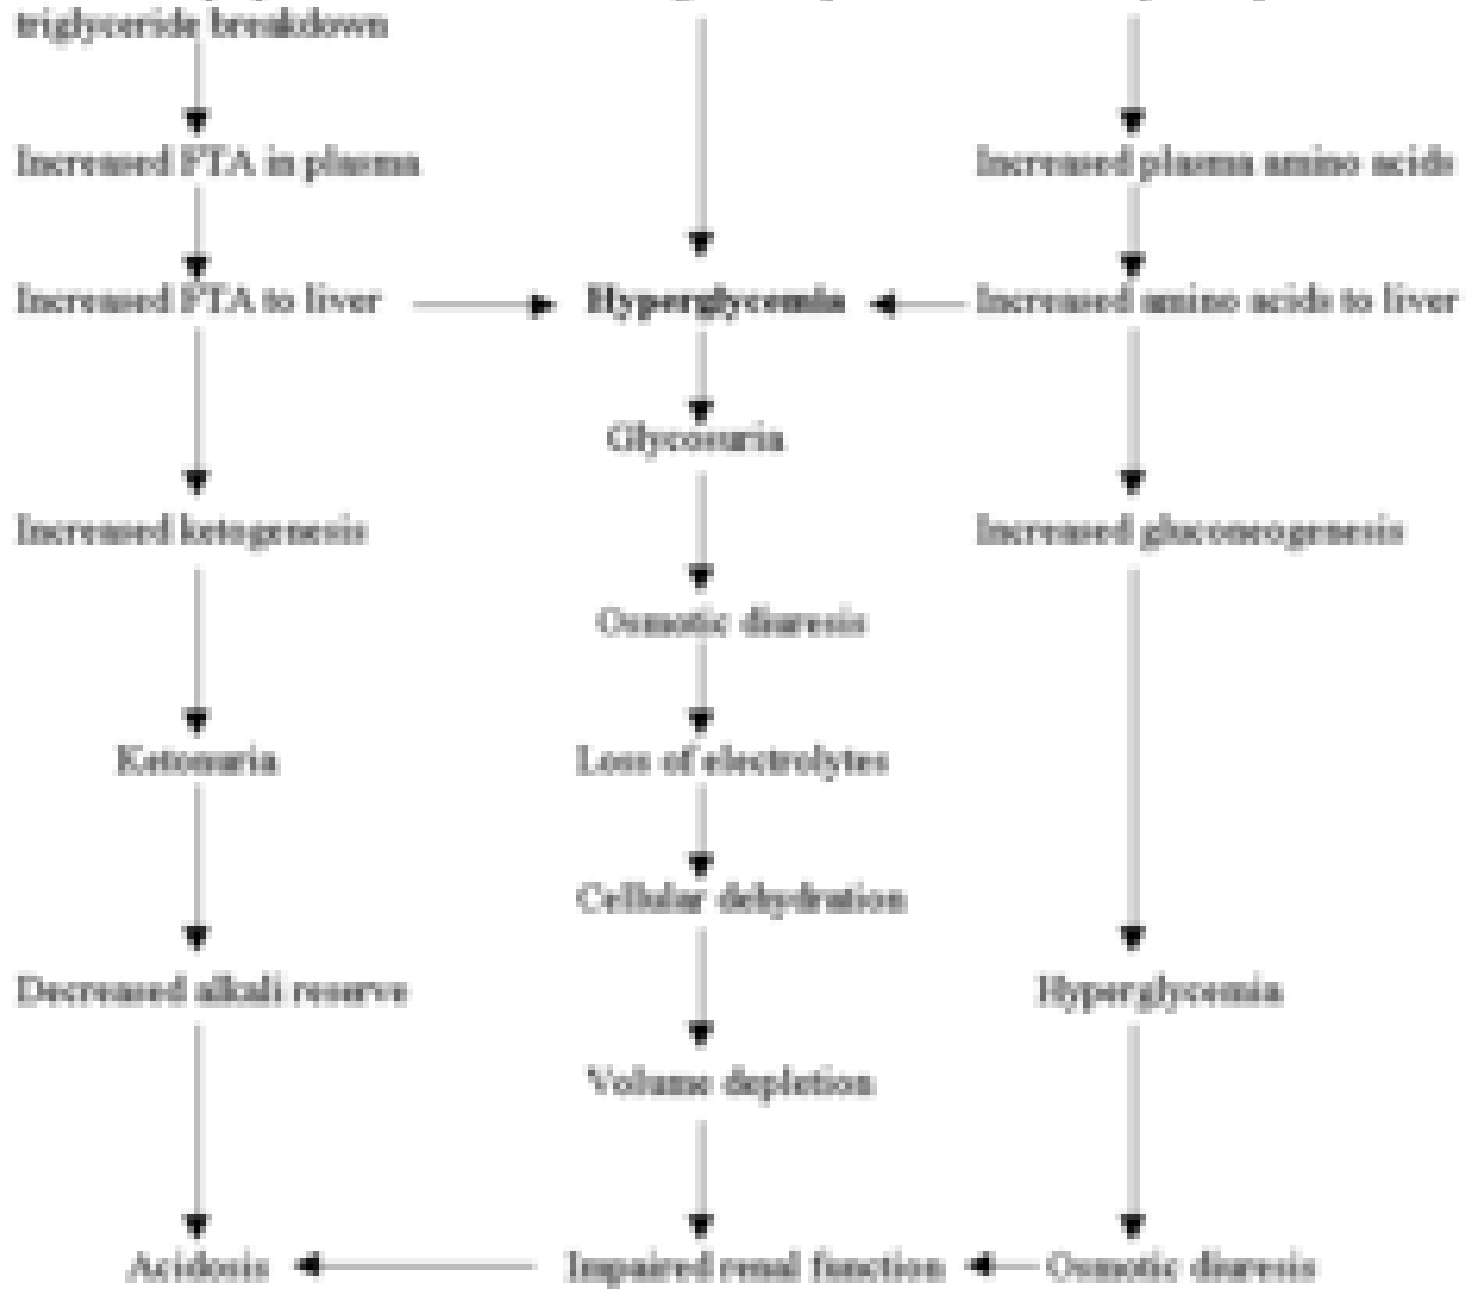 triglyceride breakdown
Increased FTA in plasma
Increased plasma amino acids
Increased FTA to liver
Hyperglycemia
Increased amino acids to liver
Glycosuria
Increased ketogenesis
Increased gluconeogenesis
Osmotic diuresis
Ketonuria
Loss of electrolytes
Cellular dehydration
Decreased alkali reserve
Hyperglycemia
Volume depletion
Acidosis
Impaired renal function
Osmotic diuresis